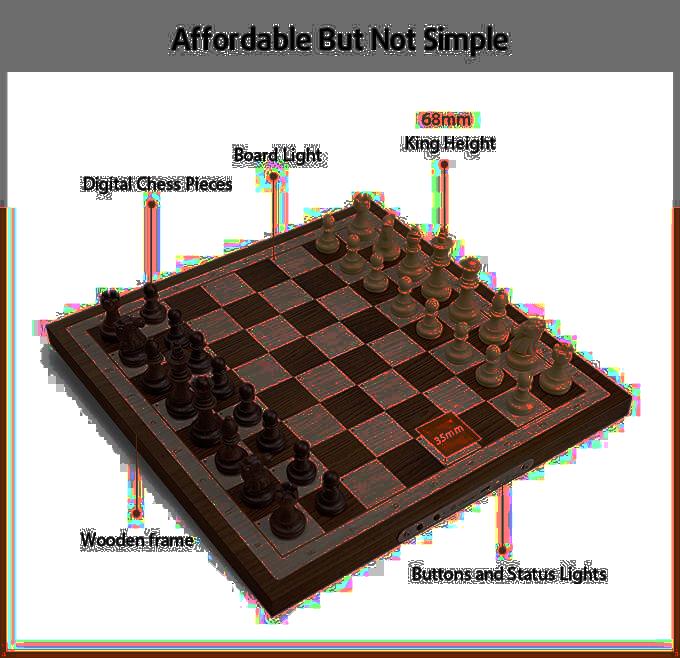 Affordable But Not Simple
68mm
King Height
Board Light
Digital Chess Pieces
35mm
Wooden frame
Buttons and Status Lights